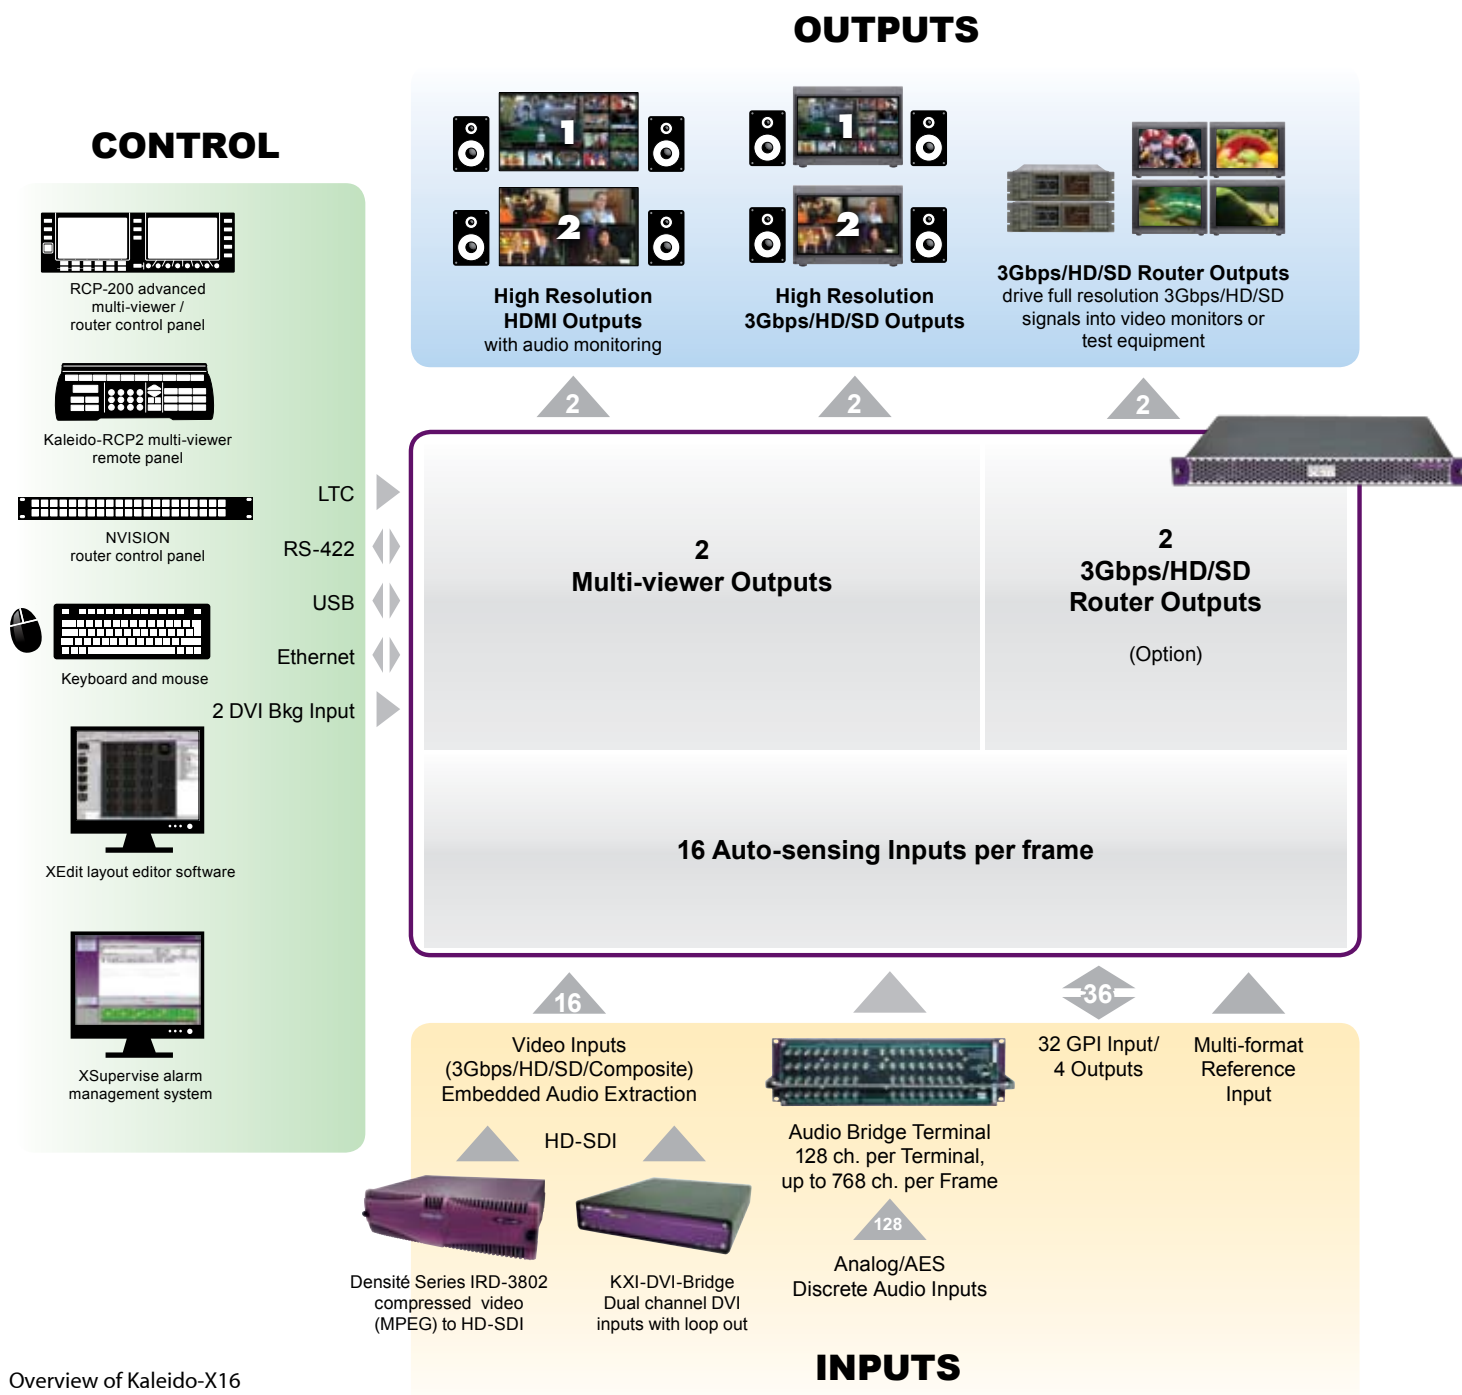 OUTPUTS
CONTROL
RCP-200 advanced
multi-viewer /
router control panel
Kaleido-RCP2 multi-viewer
remote panel
NVISION
router control panel
Keyboard and mouse
XEdit layout editor software
XSupervise alarm
management system
LTC
RS-422
USB
Ethernet
2 DVI Bkg Input
1
2
High Resolution
HDMI Outputs
with audio monitoring
1
2
High Resolution
3Gbps/HD/SD Outputs
3Gbps/HD/SD Router Outputs
drive full resolution 3Gbps/HD/SD
signals into video monitors or
test equipment
2
2
2
2
Multi-viewer Outputs
2
3Gbps/HD/SD
Router Outputs
(Option)
16 Auto-sensing Inputs per frame
16
36
Video Inputs
(3Gbps/HD/SD/Composite)
Embedded Audio Extraction
HD-SDI
Densité Series IRD-3802
compressed video
(MPEG) to HD-SDI
KXI-DVI-Bridge
Dual channel DVI
inputs with loop out
Audio Bridge Terminal
128 ch. per Terminal,
up to 768 ch. per Frame
128
Analog/AES
Discrete Audio Inputs
32 GPI Input/
4 Outputs
Multi-format
Reference
Input
INPUTS
Overview of Kaleido-X16